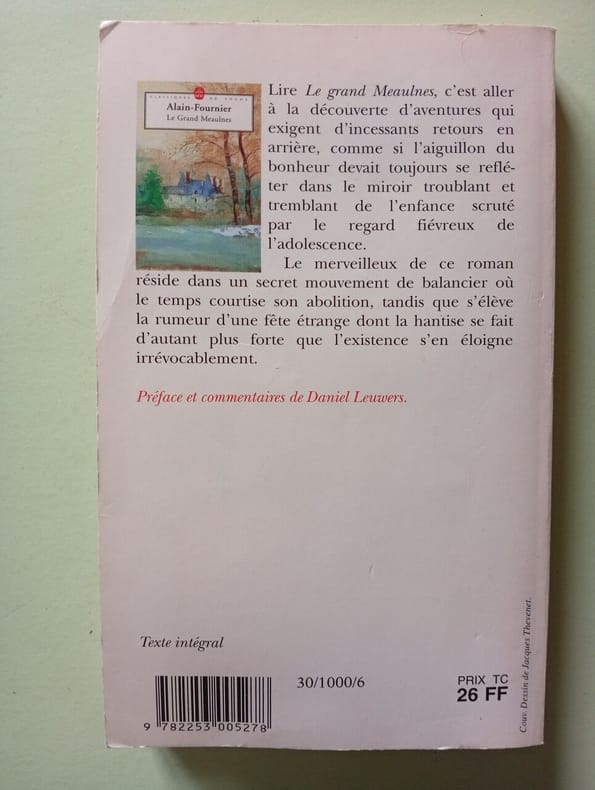 CLASSIQUES DE POCHE
Alain-Fournier
Le Grand Meaulnes
Lire Le grand Meaulnes, c'est aller
à la découverte d'aventures qui
exigent d'incessants retours en
arrière, comme si l'aiguillon du
bonheur devait toujours se reflé-
ter dans le miroir troublant et
tremblant de l'enfance scruté
par le regard fiévreux de
l'adolescence.
Le merveilleux de ce roman
réside dans un secret mouvement de balancier où
le temps courtise son abolition, tandis que s'élève
la rumeur d'une fête étrange dont la hantise se fait
d'autant plus forte que l'existence s'en éloigne
irrévocablement.
Préface et commentaires de Daniel Leuwers.
Texte intégral
30/1000/6
PRIX TC
26 FF
9 782253 005278
Couv. Dessin de Jacques Thevenet.